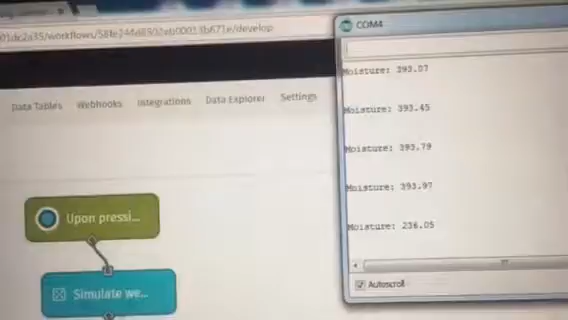 COM4
Data Tables Webhooks Integrations Data Explorer Settings
Moisture: 393.07
Moisture: 393.45
Moisture: 393.79
Moisture: 393.97
Moisture: 236.05
Upon pressi...
Simulate we...
Autoscroll